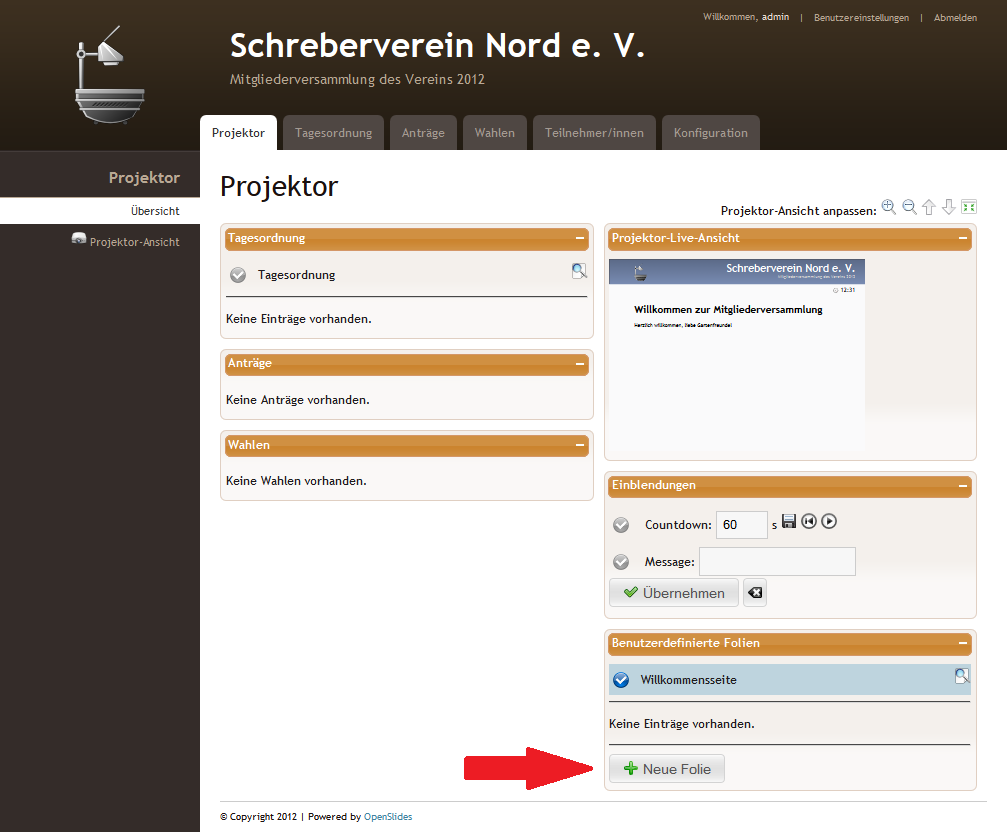 Willkommen, admin | Benutzereinstellungen | Abmelden
Schreberverein Nord e. V.
Mitgliederversammlung des Vereins 2012
Projektor Tagesordnung Anträge Wahlen Teilnehmer/innen Konfiguration
Projektor
Übersicht
Projektor-Ansicht
Projektor
Projektor-Ansicht anpassen:
Tagesordnung
Tagesordnung
Keine Einträge vorhanden.
Anträge
Keine Anträge vorhanden.
Wahlen
Keine Wahlen vorhanden.
Projektor-Live-Ansicht
Schreberverein Nord e. V.
Mitgliederversammlung des Vereins 2012
12:31
Willkommen zur Mitgliederversammlung
Herzlich willkommen, liebe Gartenfreunde!
Einblendungen
Countdown: 60 s
Message:
Übernehmen
Benutzerdefinierte Folien
Willkommensseite
Keine Einträge vorhanden.
Neue Folie
© Copyright 2012 | Powered by OpenSlides